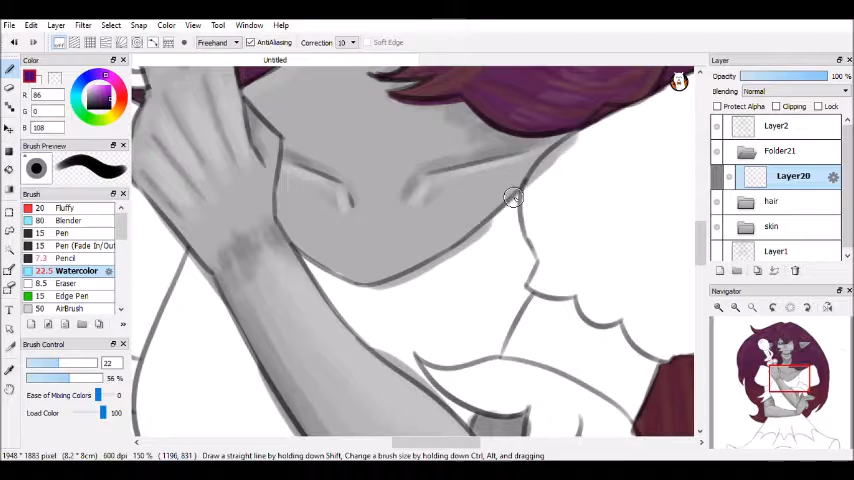 File Edit Layer Filter Select Snap Color View Tool Window Help
OFF Freehand AntiAliasing Correction 10 Soft Edge
Untitled
Color
R 86
G 0
B 108
Brush Preview
Brush
20 Fluffy
80 Blender
15 Pen
15 Pen (Fade In/Out
7.3 Pencil
22.5 Watercolor
8.5 Eraser
15 Edge Pen
50 AirBrush
Brush Control
22
56 %
Ease of Mixing Colors 0
Load Color 100
Layer
Opacity 100 %
Blending Normal
Protect Alpha Clipping Lock
Layer2
Folder21
Layer20
hair
skin
Layer1
Navigator
1948 * 1883 pixel (8.2 * 8cm) 600 dpi 150 % (1196, 831) Draw a straight line by holding down Shift, Change a brush size by holding down Ctrl, Alt, and dragging